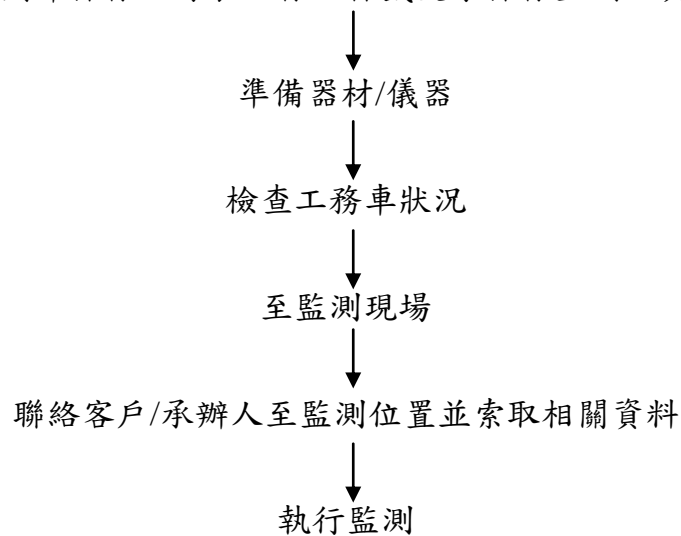 準備器材/儀器
檢查工務車狀況
至監測現場
聯絡客戶/承辦人至監測位置並索取相關資料
執行監測